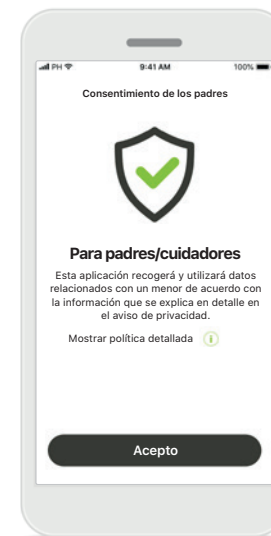 PH 9:41 AM 100%
Consentimiento de los padres
Para padres/cuidadores
Esta aplicación recogerá y utilizará datos
relacionados con un menor de acuerdo con
la información que se explica en detalle en
el aviso de privacidad.
Mostrar política detallada i
Acepto